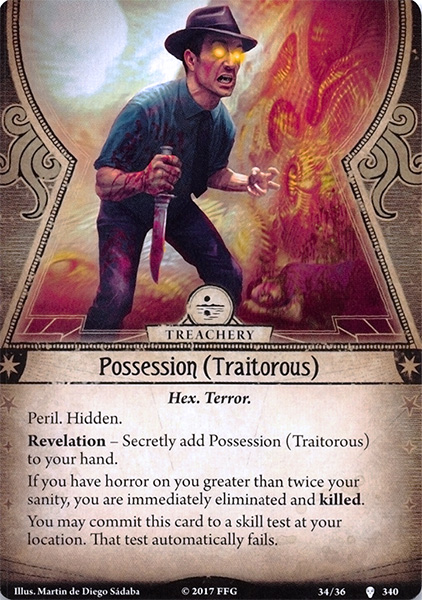 TREACHERY
Possession (Traitorous)
Hex. Terror.
Peril. Hidden.
Revelation – Secretly add Possession (Traitorous)
to your hand.
If you have horror on you greater than twice your
sanity, you are immediately eliminated and killed.
You may commit this card to a skill test at your
location. That test automatically fails.
Illus. Martin de Diego Sádaba © 2017 FFG 34/36 340